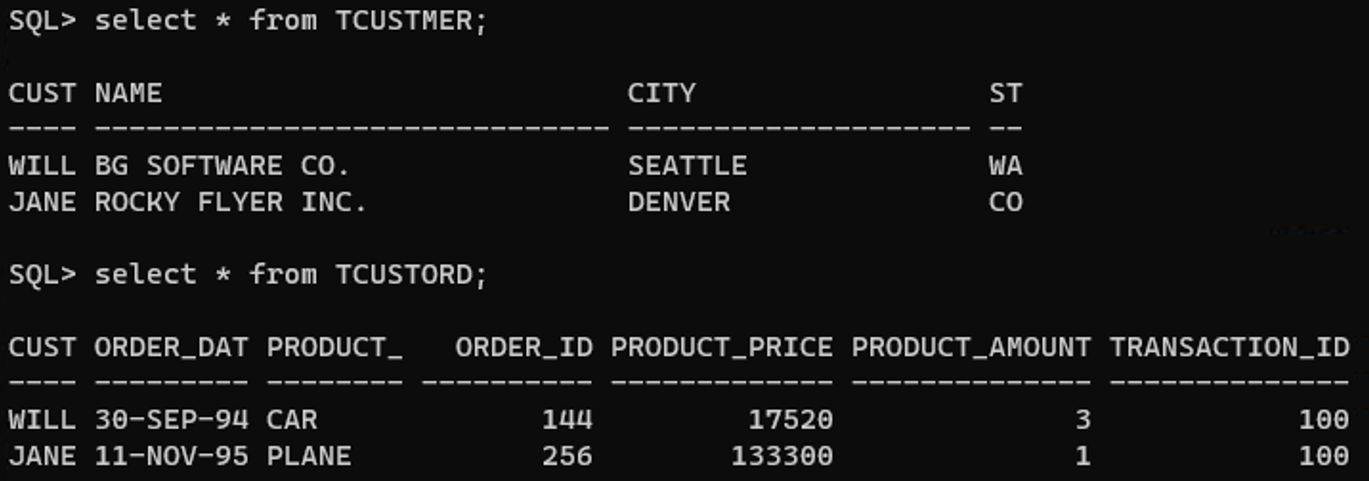 SQL> select * from TCUSTMER;
CUST NAME                           CITY                 ST
---- ------------------------------ -------------------- --
WILL BG SOFTWARE CO.                SEATTLE              WA
JANE ROCKY FLYER INC.               DENVER               CO
SQL> select * from TCUSTORD;
CUST ORDER_DAT PRODUCT_   ORDER_ID PRODUCT_PRICE PRODUCT_AMOUNT TRANSACTION_ID
---- --------- -------- ---------- ------------- -------------- --------------
WILL 30-SEP-94 CAR             144         17520              3            100
JANE 11-NOV-95 PLANE           256        133300              1            100